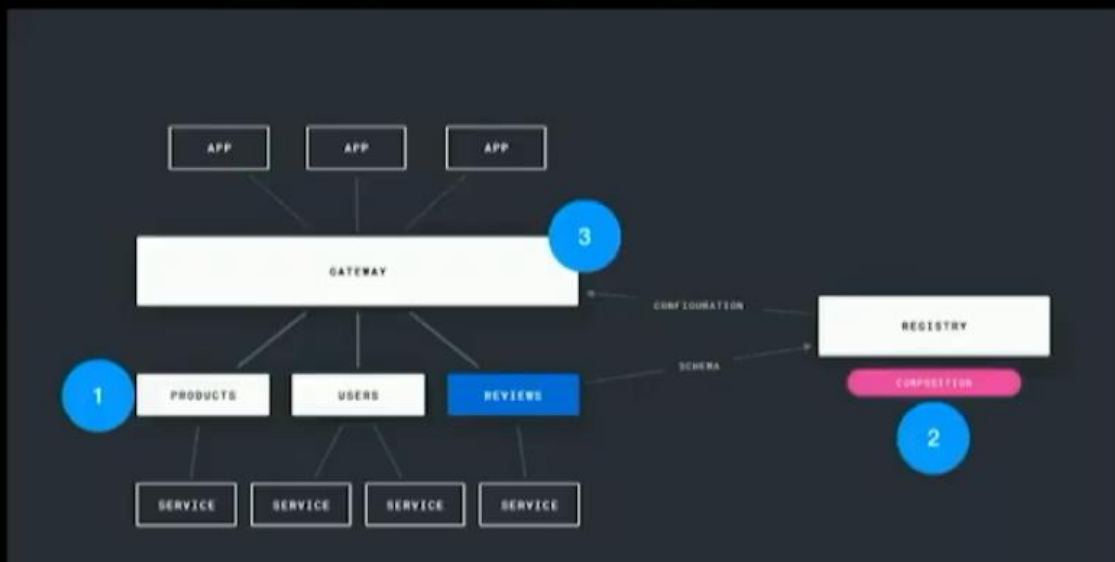 APP APP APP
3
GATEWAY
CONFIGURATION
REGISTRY
SCHEMA
COMPOSITION
1 PRODUCTS USERS REVIEWS
2
SERVICE SERVICE SERVICE SERVICE